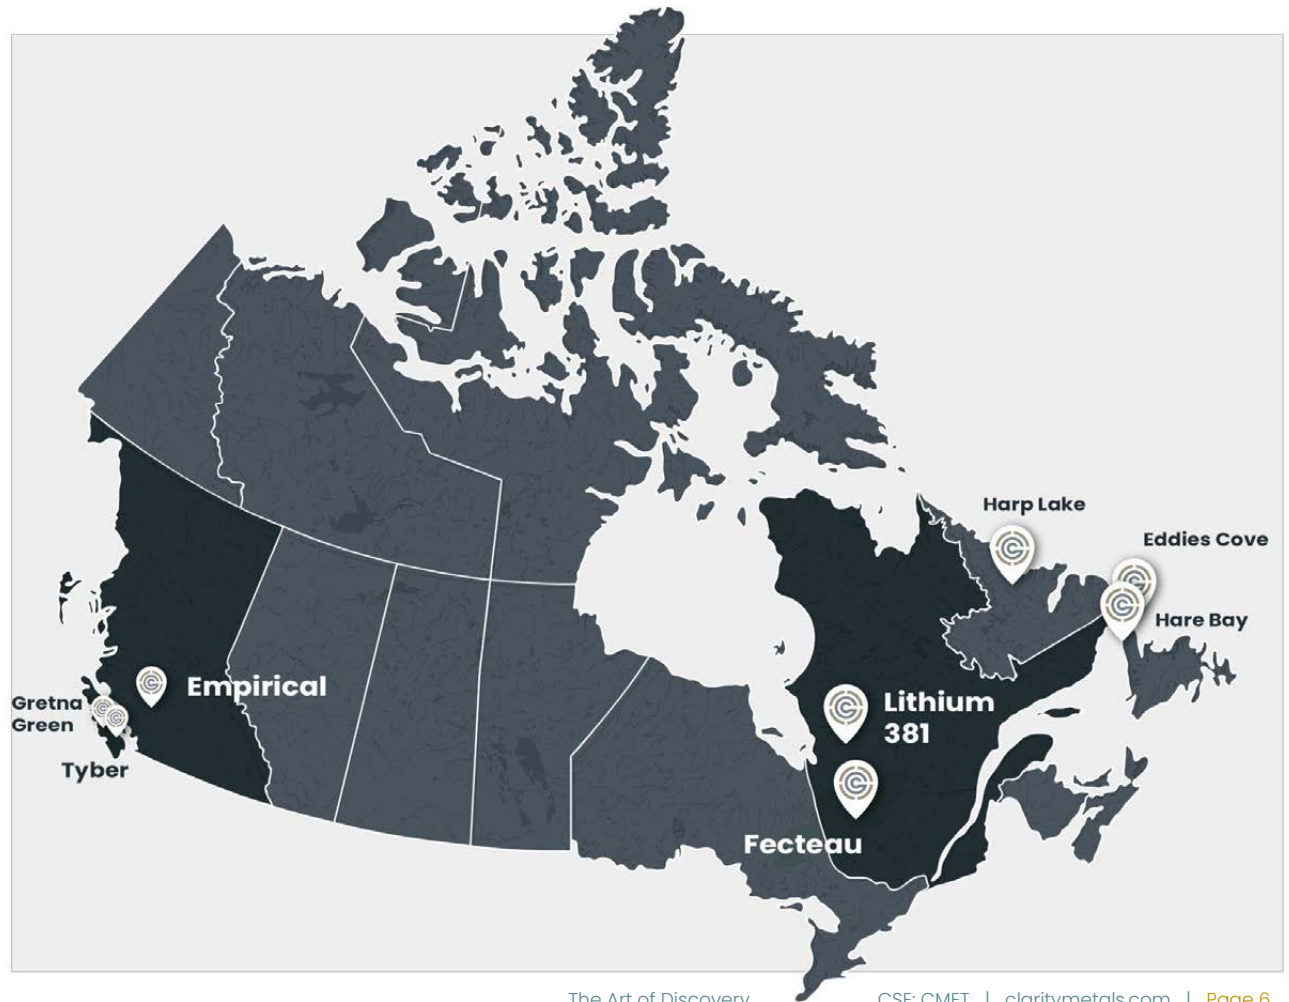 Harp Lake
Eddies Cove
Hare Bay
Empirical
Gretna
Green
Tyber
Lithium
381
Fecteau
The Art of Discovery
CSE: CMET | claritymetals.com | Page 6